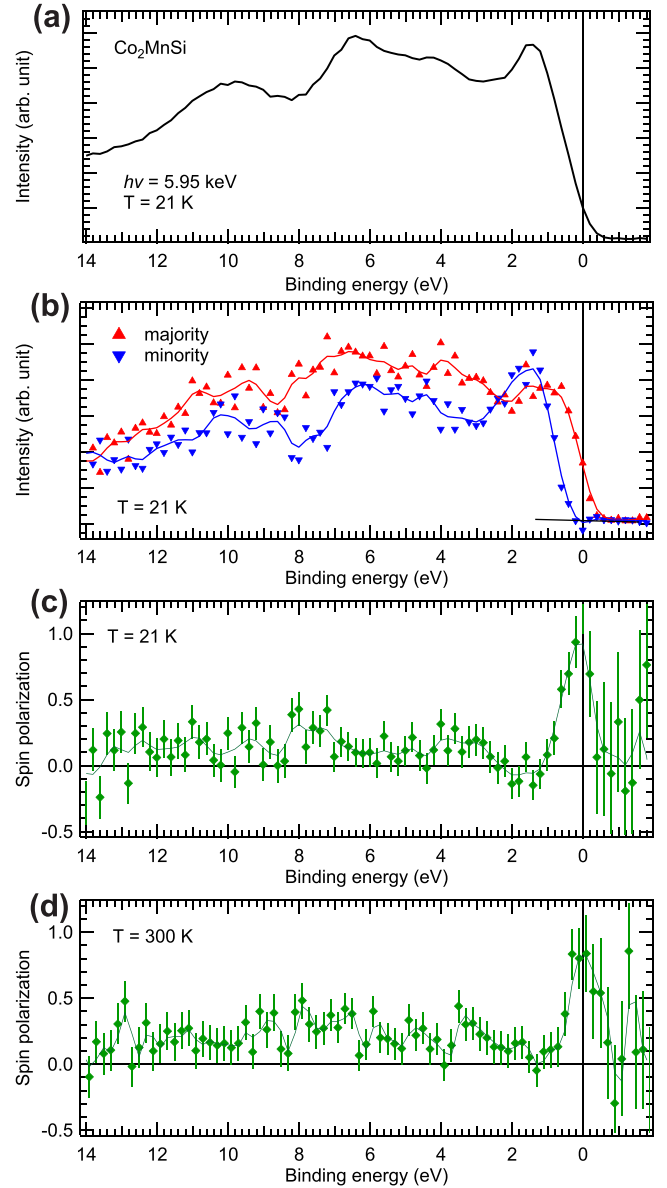 (a)
Co₂MnSi
hν = 5.95 keV
T = 21 K
Intensity (arb. unit)
14 12 10 8 6 4 2 0
Binding energy (eV)
(b)
majority
minority
T = 21 K
Intensity (arb. unit)
14 12 10 8 6 4 2 0
Binding energy (eV)
(c)
T = 21 K
Spin polarization
1.0
0.5
0.0
-0.5
14 12 10 8 6 4 2 0
Binding energy (eV)
(d)
T = 300 K
Spin polarization
1.0
0.5
0.0
-0.5
14 12 10 8 6 4 2 0
Binding energy (eV)